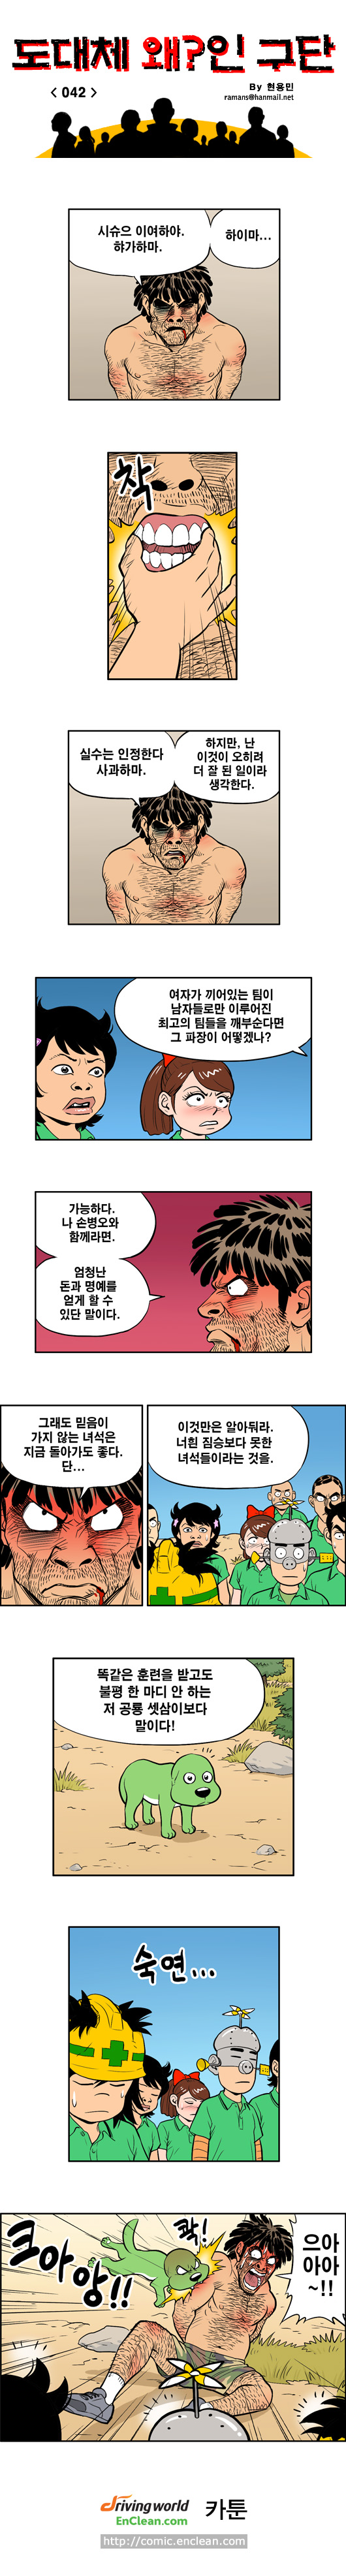 도대체 왜?인 구단
< 042 >
By 현용민
ramans@hanmail.net
시슈으 이여하야.
햐가하마.
하이마...
착
실수는 인정한다
사과하마.
하지만, 난
이것이 오히려
더 잘 된 일이라
생각한다.
여자가 끼어있는 팀이
남자들로만 이루어진
최고의 팀들을 깨부순다면
그 파장이 어떻겠나?
가능하다.
나 손병오와
함께라면.
엄청난
돈과 명예를
얻게 할 수
있단 말이다.
그래도 믿음이
가지 않는 녀석은
지금 돌아가도 좋다.
단...
이것만은 알아둬라.
너흰 짐승보다 못한
녀석들이라는 것을.
똑같은 훈련을 받고도
불평 한 마디 안 하는
저 공룡 셋삼이보다
말이다!
숙연...
크아앙!!
콱!
으아
아아
~!!
driving world
EnClean.com
카툰
http://comic.enclean.com